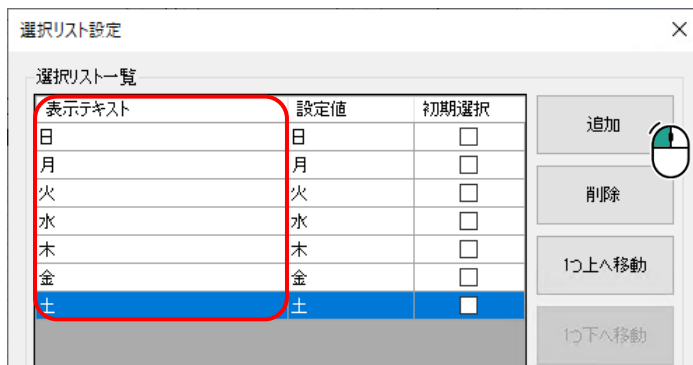 選択リスト設定
選択リスト一覧
表示テキスト 設定値 初期選択
日 日
月 月
火 火
水 水
木 木
金 金
土 土
追加
削除
1つ上へ移動
1つ下へ移動